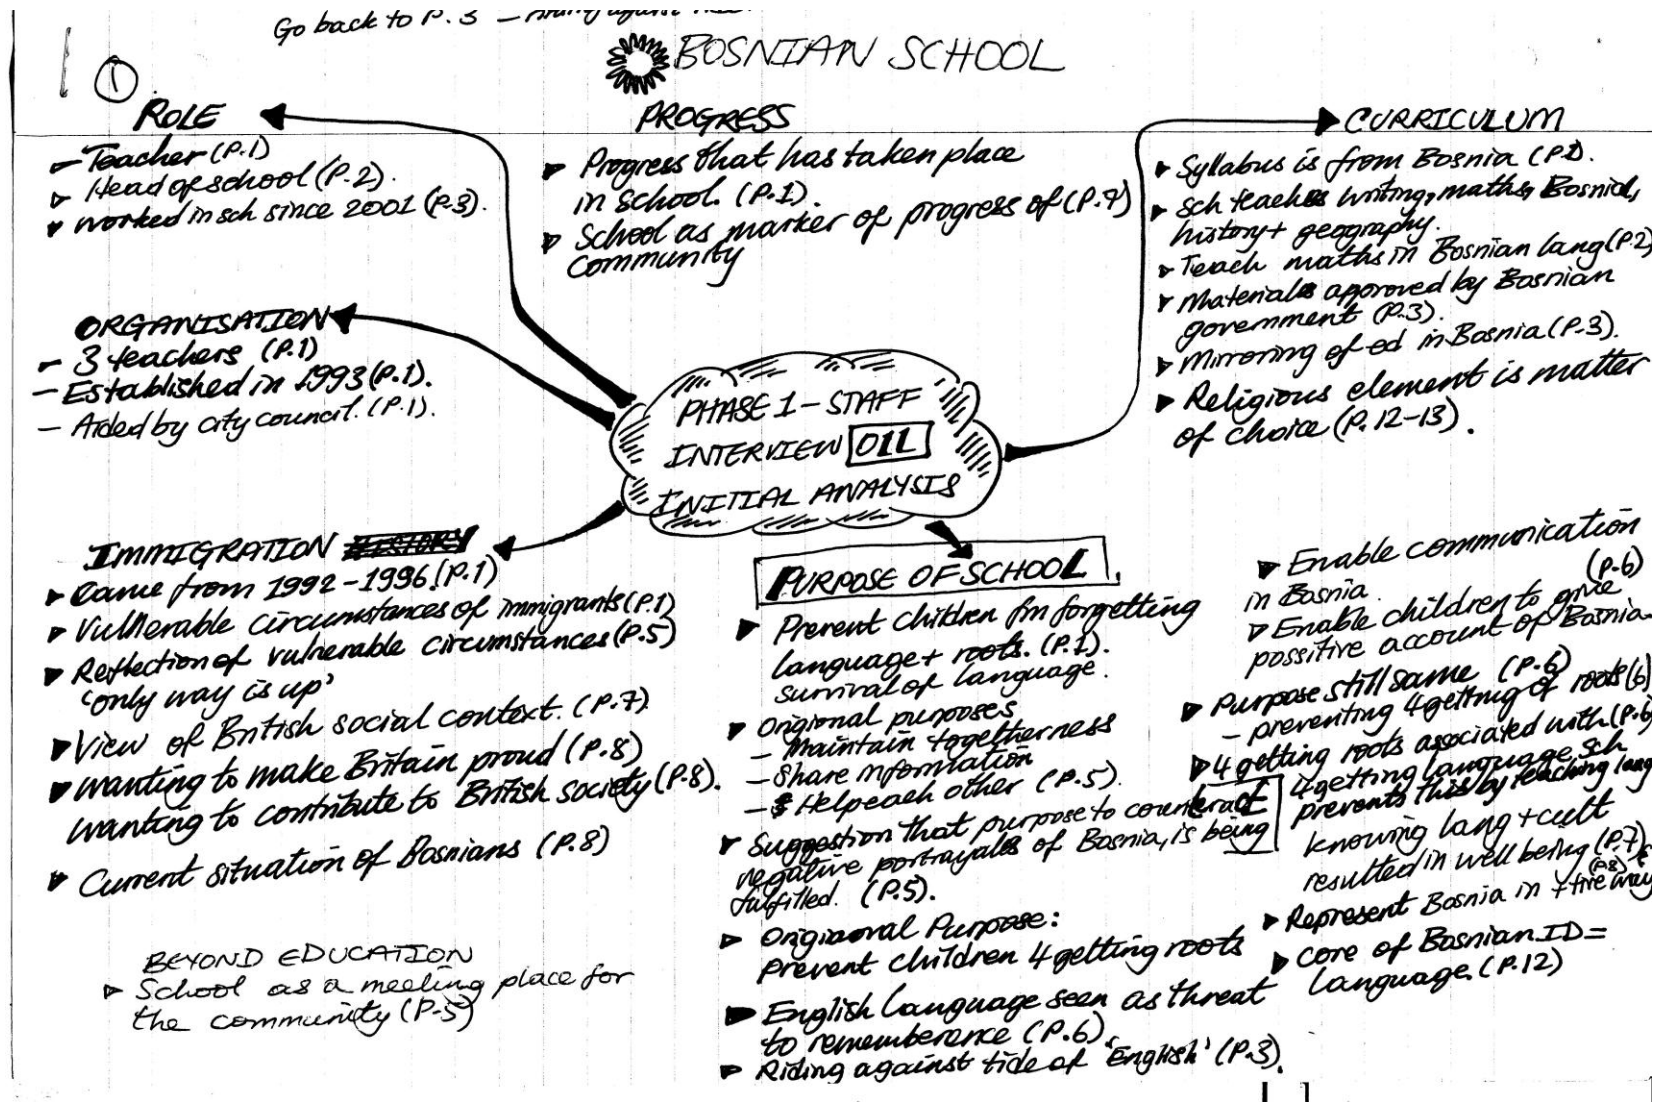 Go back to P.3 -
①
BOSNIAN SCHOOL
ROLE
- Teacher (P.1)
Head of school (P.2).
worked in sch since 2001 (P.3).
PROGRESS
Progress that has taken place
in school. (P.1).
School as marker of progress of (P.7)
community
CURRICULUM
Syllabus is from Bosnia (P.1).
Sch teaches writing, maths, Bosnia,
history + geography.
Teach maths in Bosnian lang (P.2)
Materials approved by Bosnian
government (P.3).
Mirroring of ed in Bosnia (P.3).
Religious element is matter
of choice (P.12-13).
ORGANISATION
- 3 teachers (P.1)
- Established in 1993 (P.1).
- Aided by city council. (P.1).
PHASE 1 - STAFF
INTERVIEW 011
INITIAL ANALYSIS
IMMIGRATION HISTORY
Came from 1992-1996. (P.1)
Vulnerable circumstances of immigrants (P.1)
Reflection of vulnerable circumstances (P.5)
'only way is up'
View of British social context. (P.7)
wanting to make Britain proud (P.8)
wanting to contribute to British society (P.8).
Current situation of Bosnians (P.8)
BEYOND EDUCATION
School as a meeting place for
the community (P.5)
PURPOSE OF SCHOOL.
Prevent children fm forgetting
language + roots. (P.1).
survival of language.
Origional purposes
- Maintain togetherness
- Share information
- Help each other (P.5).
Suggestion that purpose to counteract
negative portrayals of Bosnia, is being
fulfilled. (P.5).
Origional Purpose:
Prevent children 4getting roots
English language seen as threat
to rememberence (P.6).
Riding against tide of 'English' (P.3).
Enable communication
in Bosnia. (P.6)
Enable children to give
possitive account of Bosnia.
Purpose still same (P.6)
- preventing 4getting of roots (6)
4getting roots associated with (P.6)
4getting language. Sch
prevents this by teaching lang
knowing lang + cult
resulted in well being (P.7)
(P.8)
Represent Bosnia in +tive way
core of Bosnian ID =
language. (P.12)